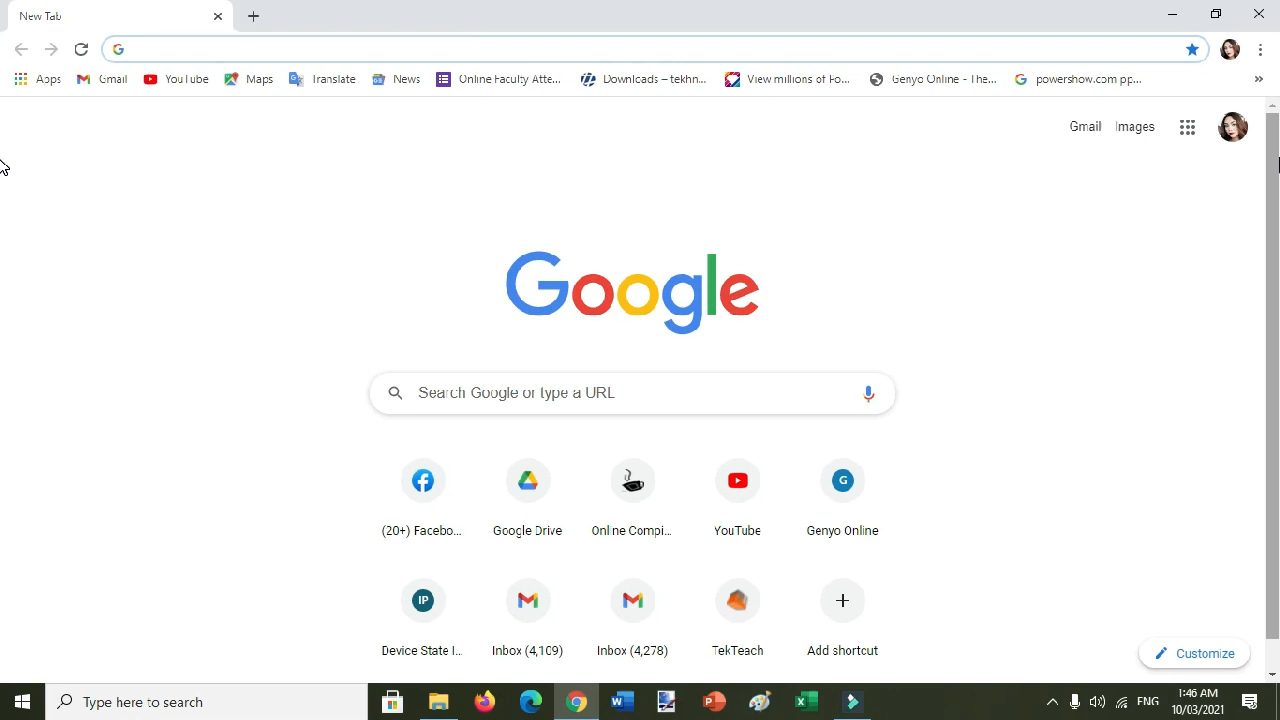 New Tab
Apps Gmail YouTube Maps Translate News Online Faculty Atte... Downloads – tekhn... View millions of Fo... Genyo Online - The... powershow.com pp... »
Gmail Images
Google
Search Google or type a URL
(20+) Facebo... Google Drive Online Compi... YouTube Genyo Online
Device State I... Inbox (4,109) Inbox (4,278) TekTeach Add shortcut
Customize
Type here to search
ENG
1:46 AM
10/03/2021